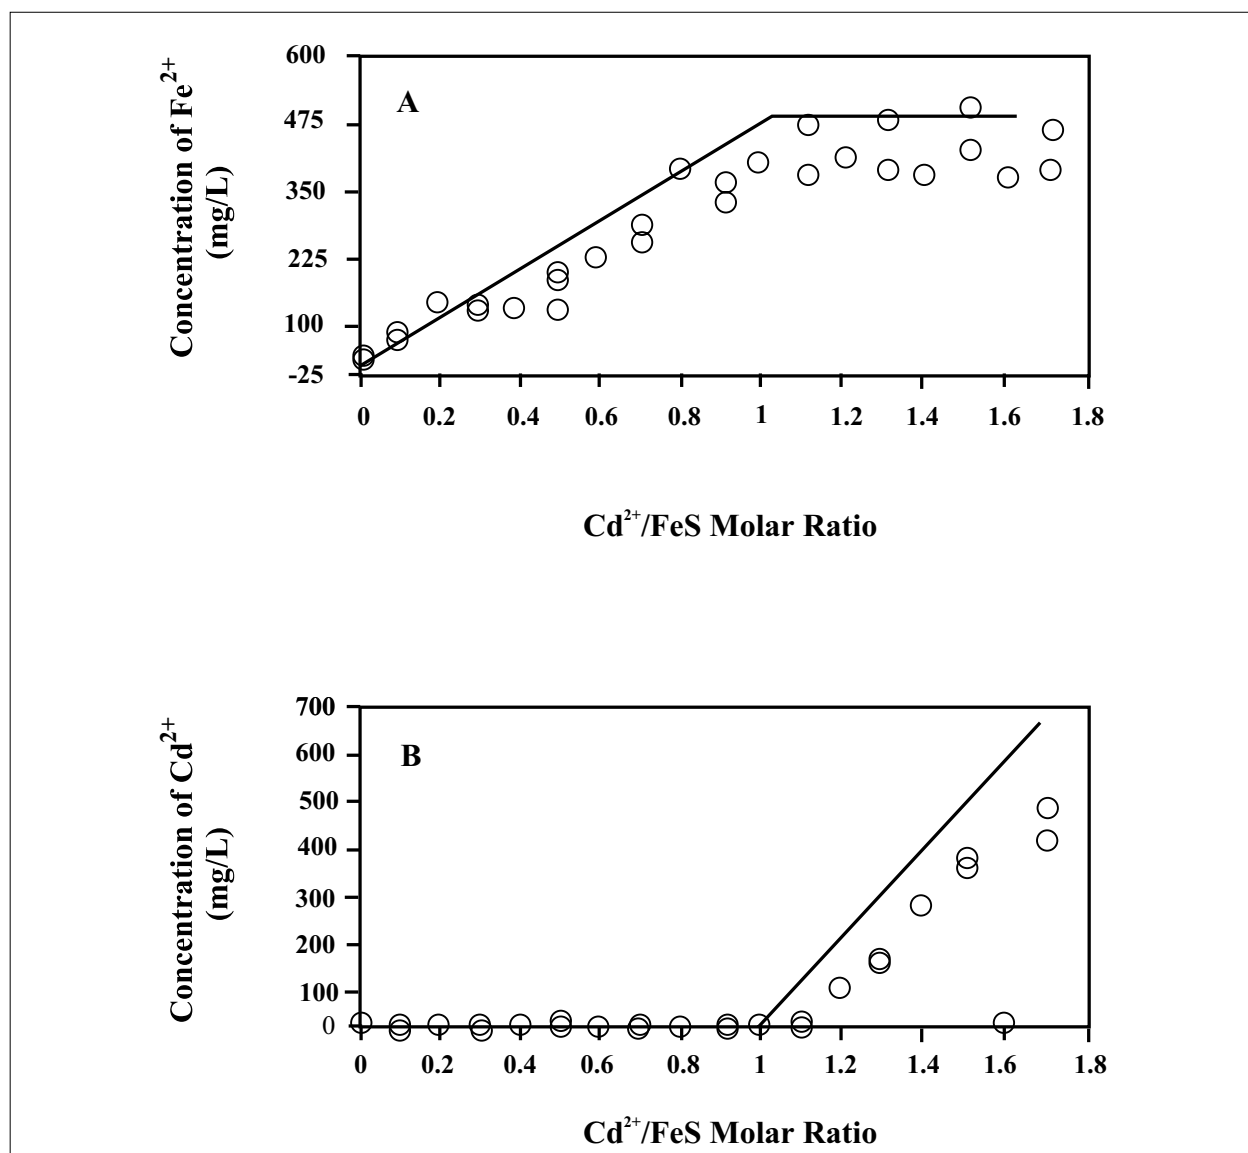 600
Concentration of Fe²⁺
(mg/L)
A
475
350
225
100
-25
0 0.2 0.4 0.6 0.8 1 1.2 1.4 1.6 1.8
Cd²⁺/FeS Molar Ratio
700
Concentration of Cd²⁺
(mg/L)
B
600
500
400
300
200
100
0
0 0.2 0.4 0.6 0.8 1 1.2 1.4 1.6 1.8
Cd²⁺/FeS Molar Ratio